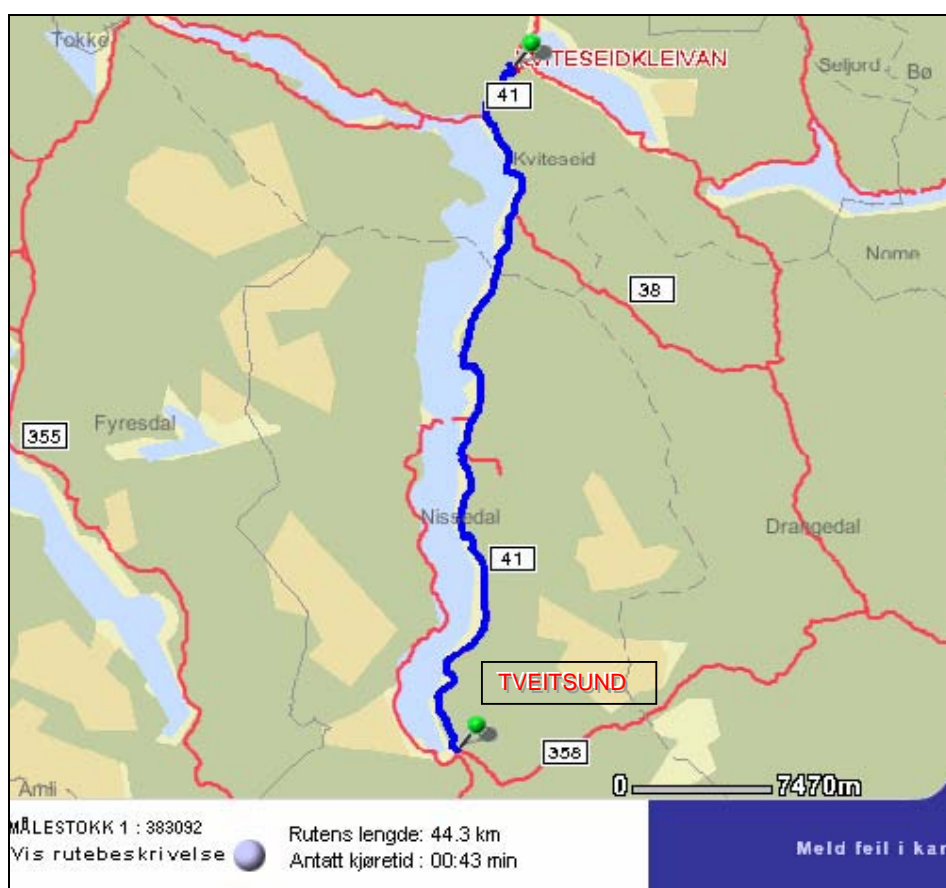 Tokke
KVITESEIDKLEIVAN
Seljord
Bø
41
Kviteseid
Nome
38
Fyresdal
355
Nissedal
Drangedal
41
TVEITSUND
358
Åmli
0 7470m
MÅLESTOKK 1 : 383092
Vis rutebeskrivelse
Rutens lengde: 44.3 km
Antatt kjøretid : 00:43 min
Meld feil i kar